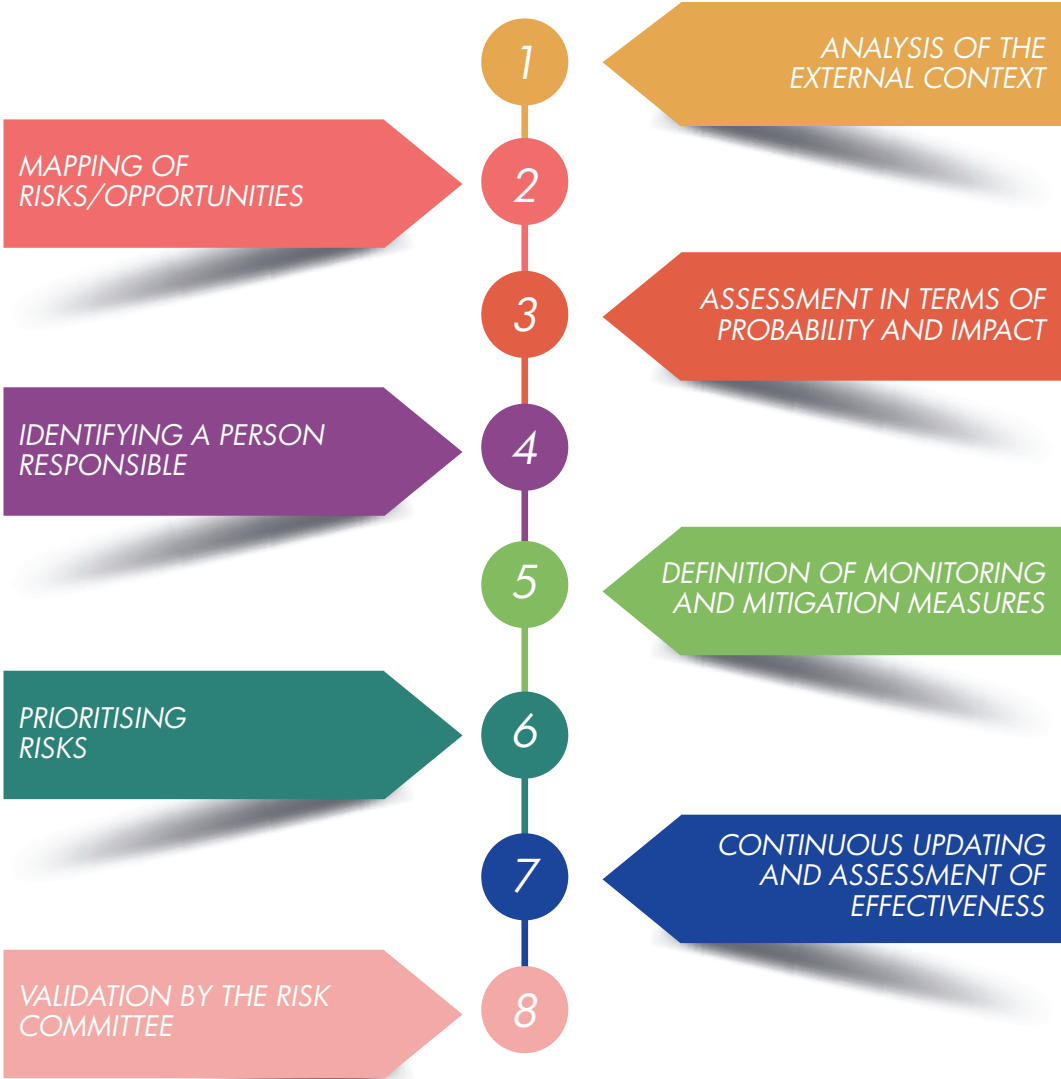 1
ANALYSIS OF THE
EXTERNAL CONTEXT
MAPPING OF
RISKS/OPPORTUNITIES
2
3
ASSESSMENT IN TERMS OF
PROBABILITY AND IMPACT
IDENTIFYING A PERSON
RESPONSIBLE
4
5
DEFINITION OF MONITORING
AND MITIGATION MEASURES
PRIORITISING
RISKS
6
7
CONTINUOUS UPDATING
AND ASSESSMENT OF
EFFECTIVENESS
VALIDATION BY THE RISK
COMMITTEE
8